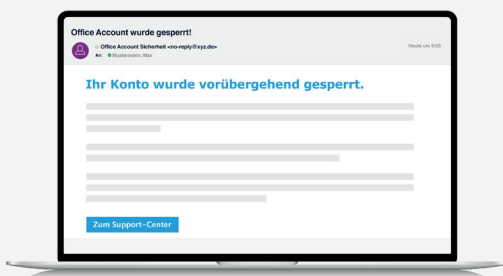 Office Account wurde gesperrt!
Office Account Sicherheit <no-reply@xyz.de>
Heute um 9:03
An: Mustermann, Max
Ihr Konto wurde vorübergehend gesperrt.
Zum Support-Center